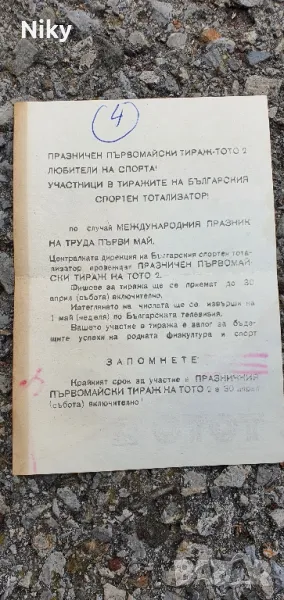 Niky
4
ПРАЗНИЧЕН ПЪРВОМАЙСКИ ТИРАЖ-ТОТО 2
ЛЮБИТЕЛИ НА СПОРТА!
УЧАСТНИЦИ В ТИРАЖИТЕ НА БЪЛГАРСКИЯ
СПОРТЕН ТОТАЛИЗАТОР!
по случай МЕЖДУНАРОДНИЯ ПРАЗНИК
НА ТРУДА ПЪРВИ МАЙ,
Централната дирекция на Български спортен тота-
лизатор провеждат ПРАЗНИЧЕН ПЪРВОМАЙ-
СКИ ТИРАЖ НА ТОТО 2.
Фишове за тиража ще се приемат до 30
април (събота) включително.
Изтеглянето на числата ще се извърши на
1 май (неделя) по Българската телевизия.
Вашето участие в тиража е залог за бъде-
щите успехи на родната физкултура и спорт
ЗАПОМНЕТЕ
Крайният срок за участие в ПРАЗНИЧНИЯ
ПЪРВОМАЙСКИ ТИРАЖ НА ТОТО 2 е 30 април
(събота) включително!
BAZAR